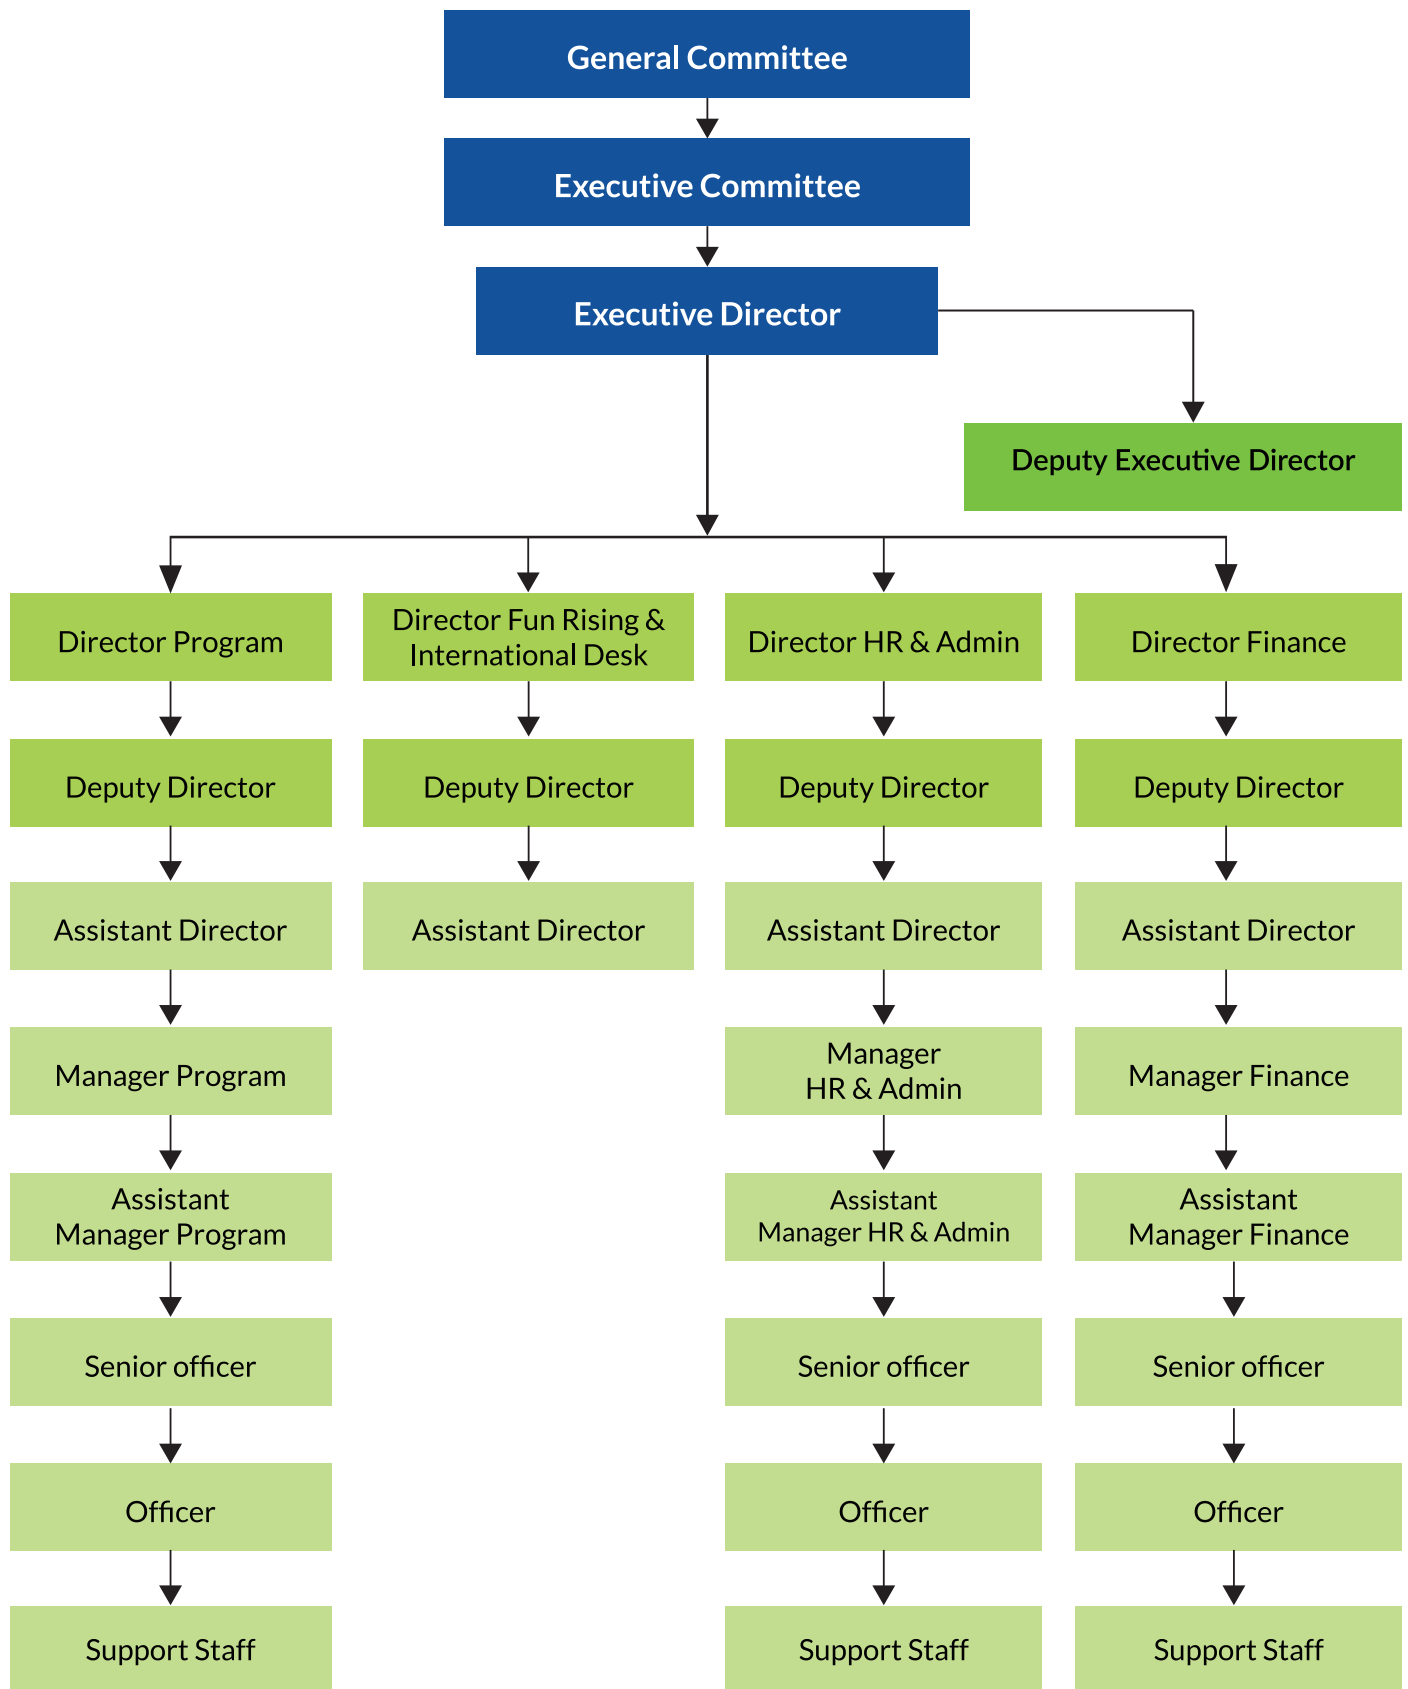 General Committee
Executive Committee
Executive Director
Deputy Executive Director
Director Program
Director Fun Rising &
International Desk
Director HR & Admin
Director Finance
Deputy Director
Deputy Director
Deputy Director
Deputy Director
Assistant Director
Assistant Director
Assistant Director
Assistant Director
Manager Program
Manager
HR & Admin
Manager Finance
Assistant
Manager Program
Assistant
Manager HR & Admin
Assistant
Manager Finance
Senior officer
Senior officer
Senior officer
Officer
Officer
Officer
Support Staff
Support Staff
Support Staff